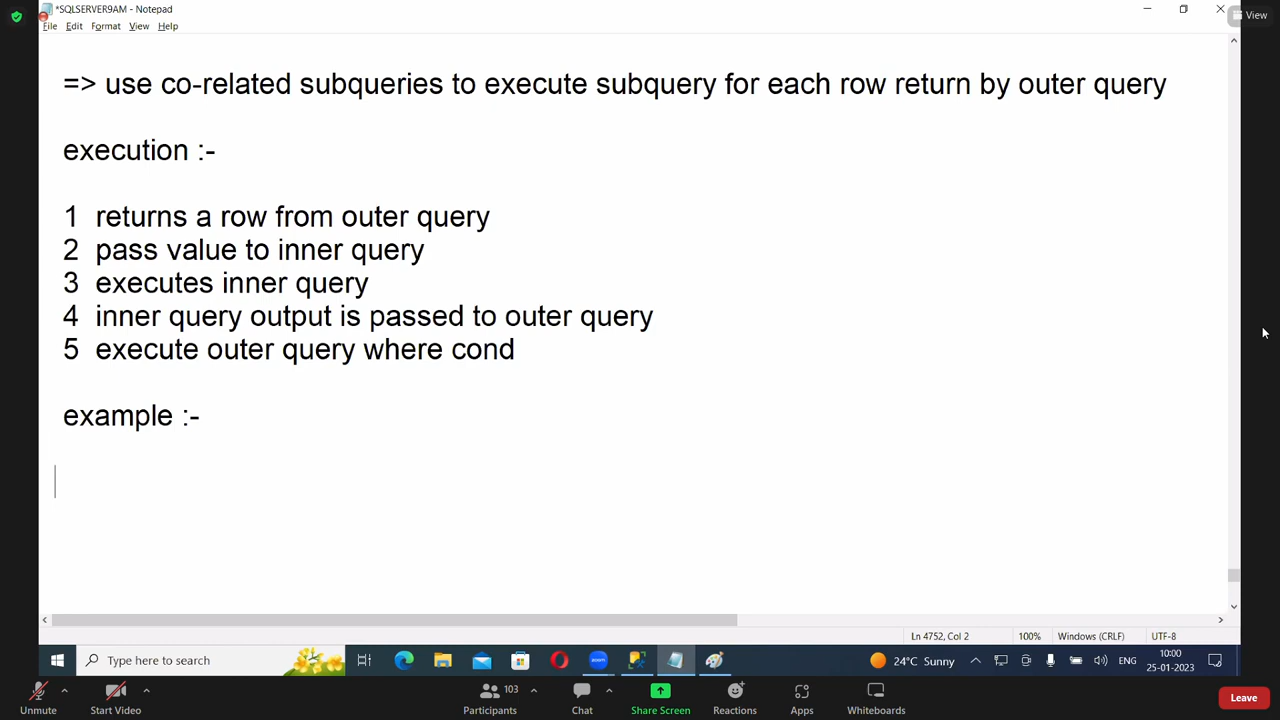 *SQLSERVER9AM - Notepad
View
File Edit Format View Help
=> use co-related subqueries to execute subquery for each row return by outer query
execution :-
1 returns a row from outer query
2 pass value to inner query
3 executes inner query
4 inner query output is passed to outer query
5 execute outer query where cond
example :-
Ln 4752, Col 2 100% Windows (CRLF) UTF-8
Type here to search
zoom
24°C Sunny
ENG
10:00
25-01-2023
103
Unmute Start Video Participants Chat Share Screen Reactions Apps Whiteboards Leave